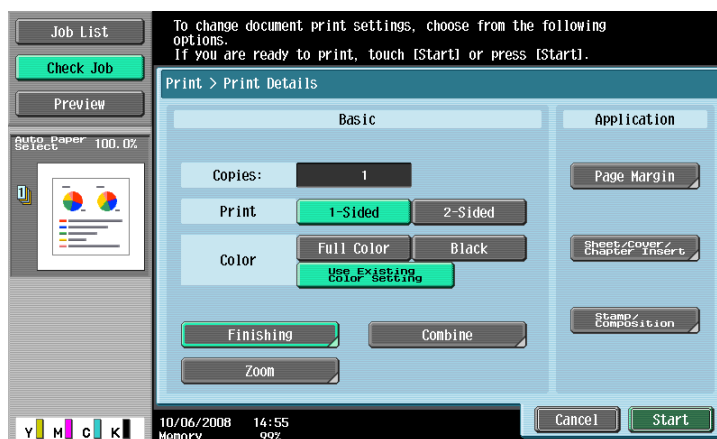 Job List
Check Job
Preview
Auto Paper
Select 100.0%
1
Y M C K
To change document print settings, choose from the following
options.
If you are ready to print, touch [Start] or press [Start].
Print > Print Details
Basic
Copies: 1
Print 1-Sided 2-Sided
Color Full Color Black
Use Existing
Color Setting
Finishing Combine
Zoom
Application
Page Margin
Sheet/Cover/
Chapter Insert
Stamp/
Composition
10/06/2008 14:55
Memory 99%
Cancel Start